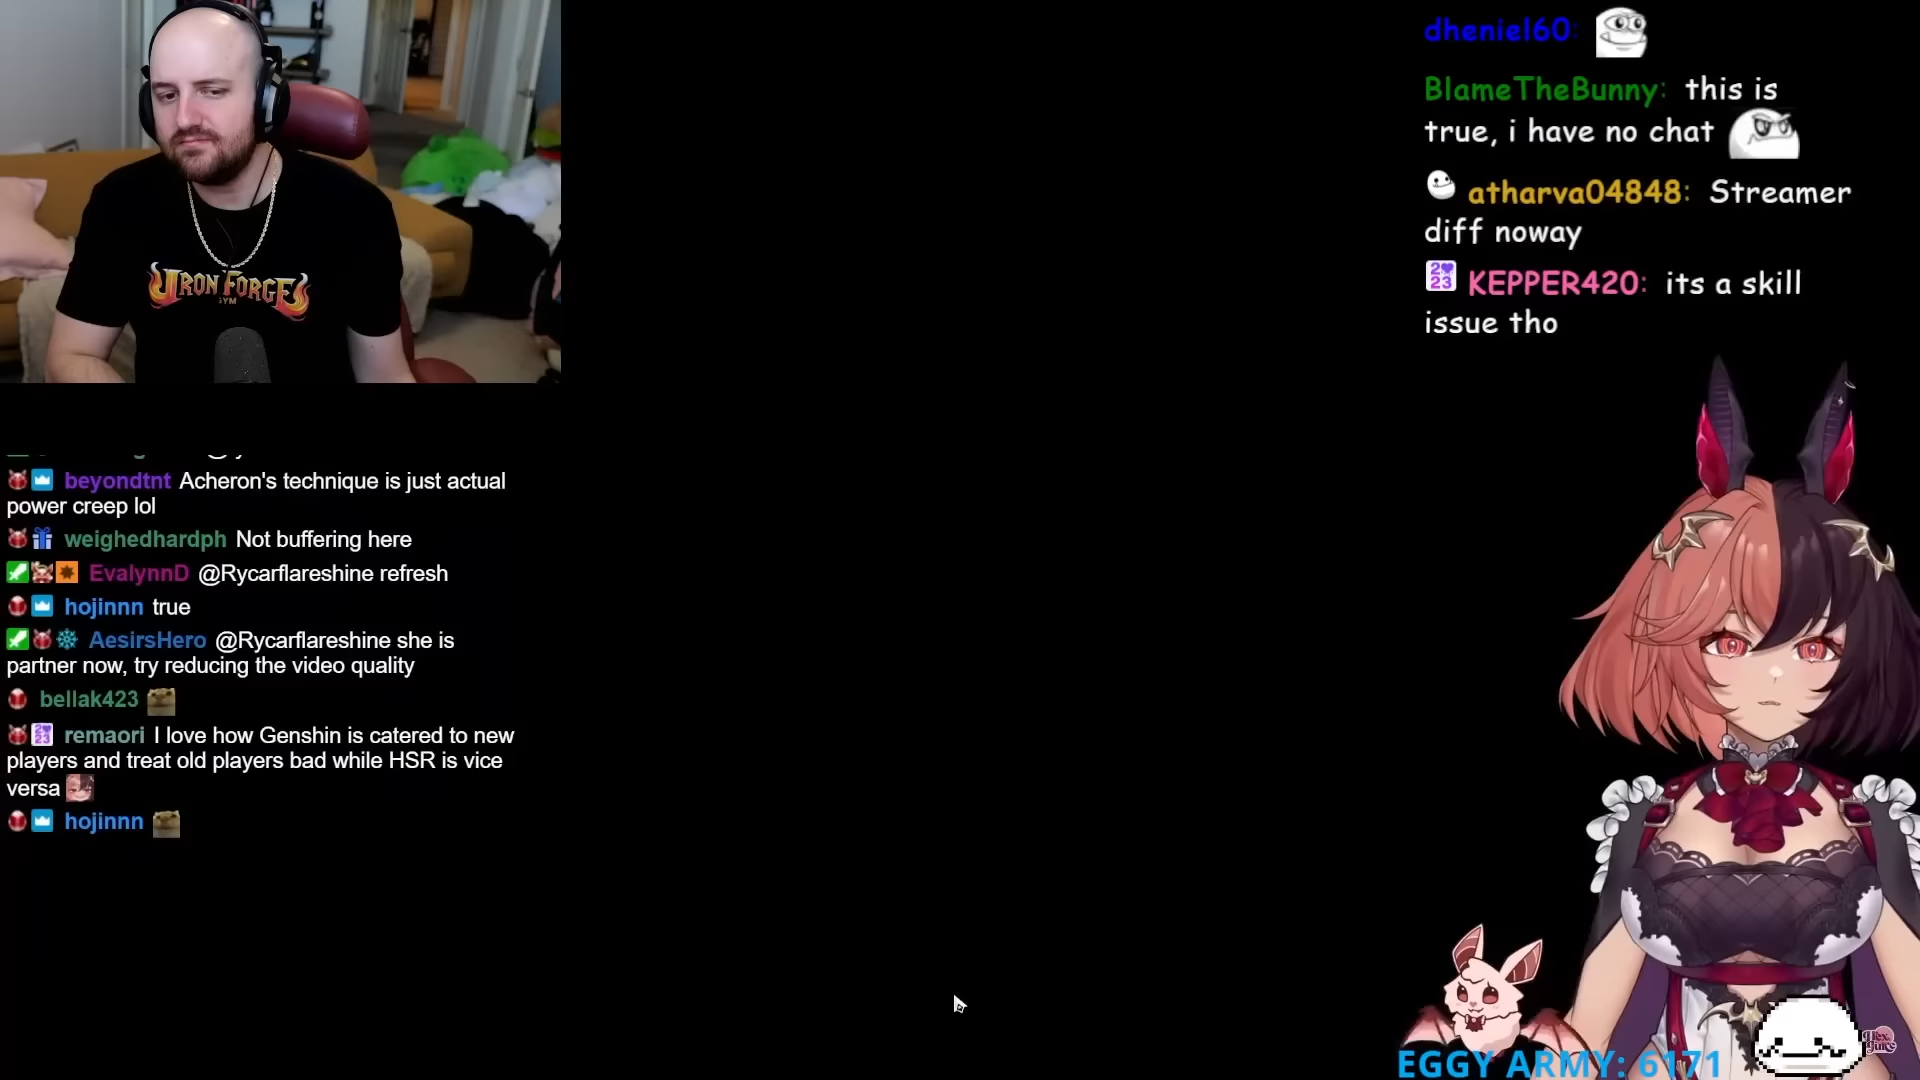 dheniel60:
BlameTheBunny: this is
true, i have no chat
atharva04848: Streamer
diff noway
KEPPER420: its a skill
issue tho
IRON FORGE
GYM
beyondtnt Acheron's technique is just actual
power creep lol
weighedhardph Not buffering here
EvalynnD @Rycarflareshine refresh
hojinnn true
AesirsHero @Rycarflareshine she is
partner now, try reducing the video quality
bellak423
remaori I love how Genshin is catered to new
players and treat old players bad while HSR is vice
versa
hojinnn
EGGY ARMY: 6171